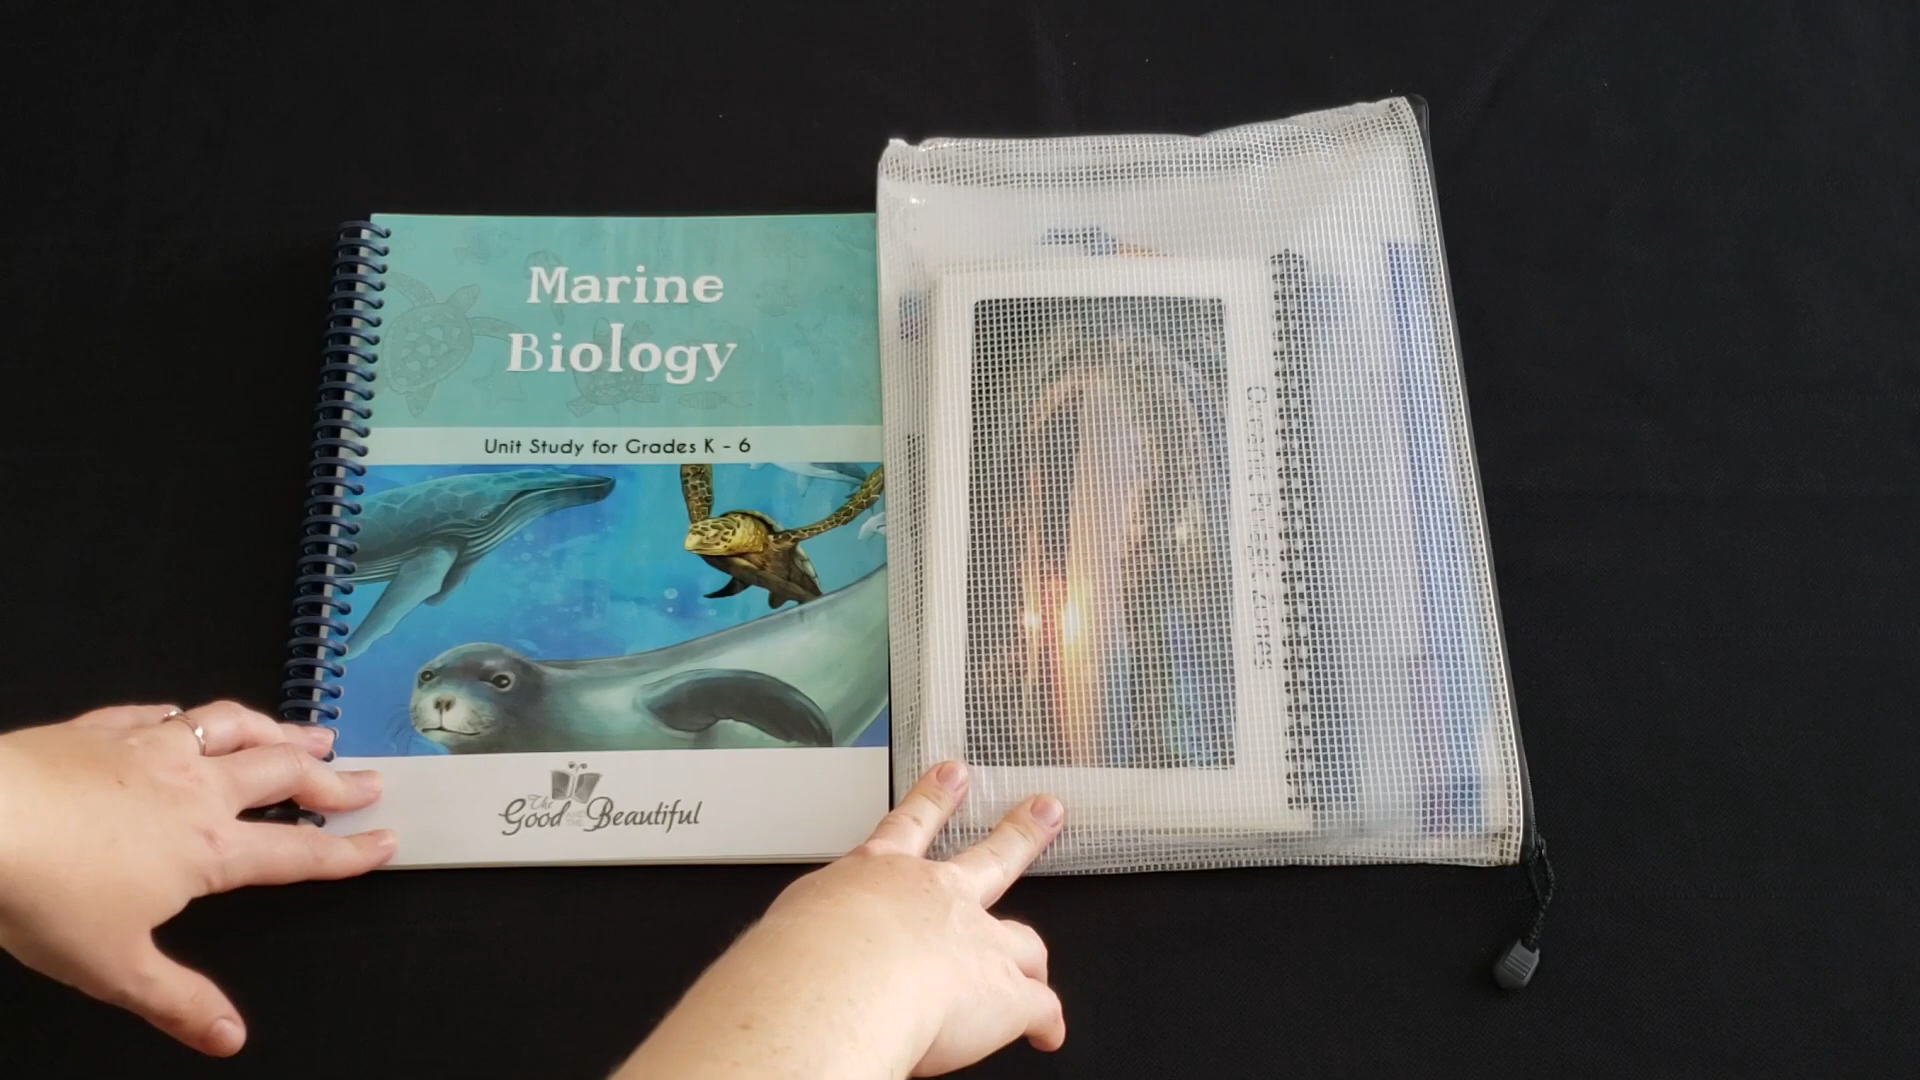 Marine
Biology
Unit Study for Grades K - 6
The
Good and the Beautiful
Oceanic Pelagic Zones